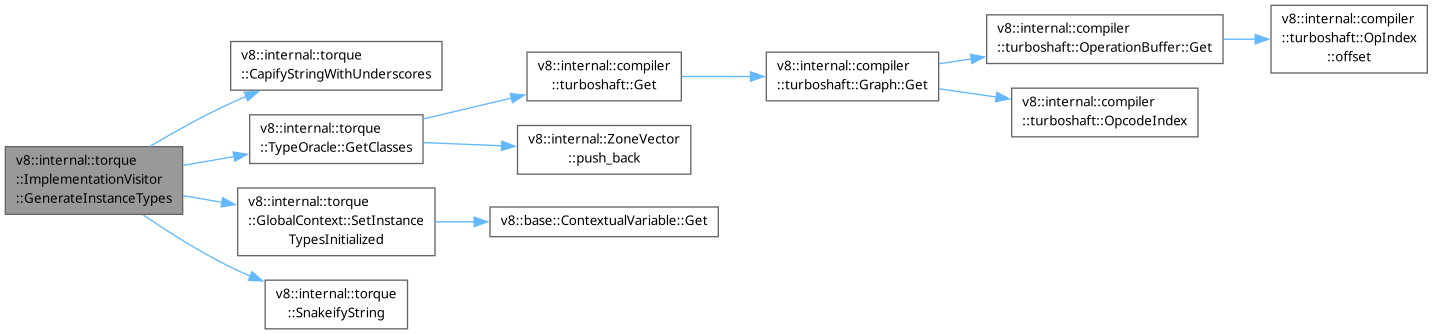 v8::internal::torque
::ImplementationVisitor
::GenerateInstanceTypes
v8::internal::torque
::CapifyStringWithUnderscores
v8::internal::torque
::TypeOracle::GetClasses
v8::internal::compiler
::turboshaft::Get
v8::internal::compiler
::turboshaft::Graph::Get
v8::internal::compiler
::turboshaft::OperationBuffer::Get
v8::internal::compiler
::turboshaft::OpIndex
::offset
v8::internal::compiler
::turboshaft::OpcodeIndex
v8::internal::ZoneVector
::push_back
v8::internal::torque
::GlobalContext::SetInstance
TypesInitialized
v8::base::ContextualVariable::Get
v8::internal::torque
::SnakeifyString